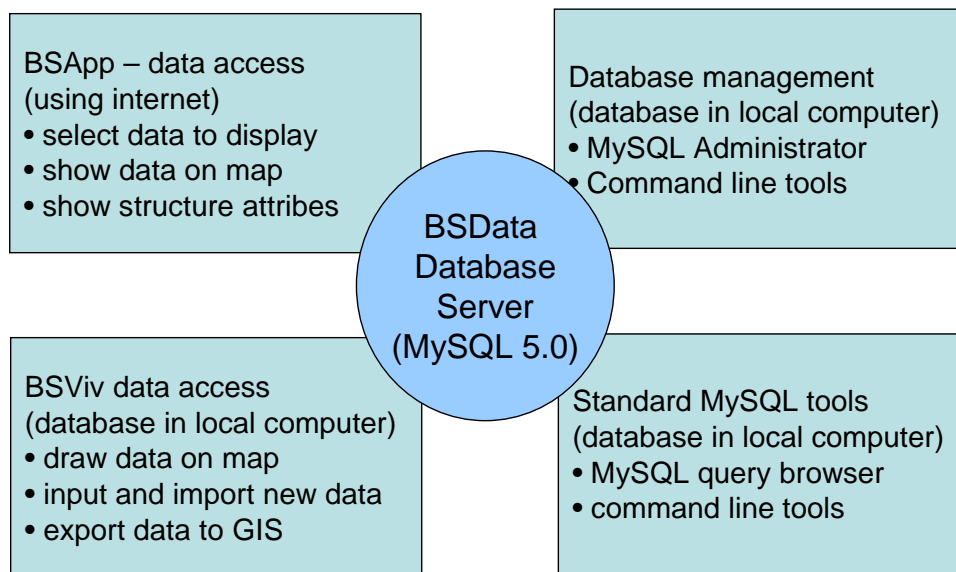 BSApp – data access
(using internet)
• select data to display
• show data on map
• show structure attribes
Database management
(database in local computer)
• MySQL Administrator
• Command line tools
BSData
Database
Server
(MySQL 5.0)
BSViv data access
(database in local computer)
• draw data on map
• input and import new data
• export data to GIS
Standard MySQL tools
(database in local computer)
• MySQL query browser
• command line tools